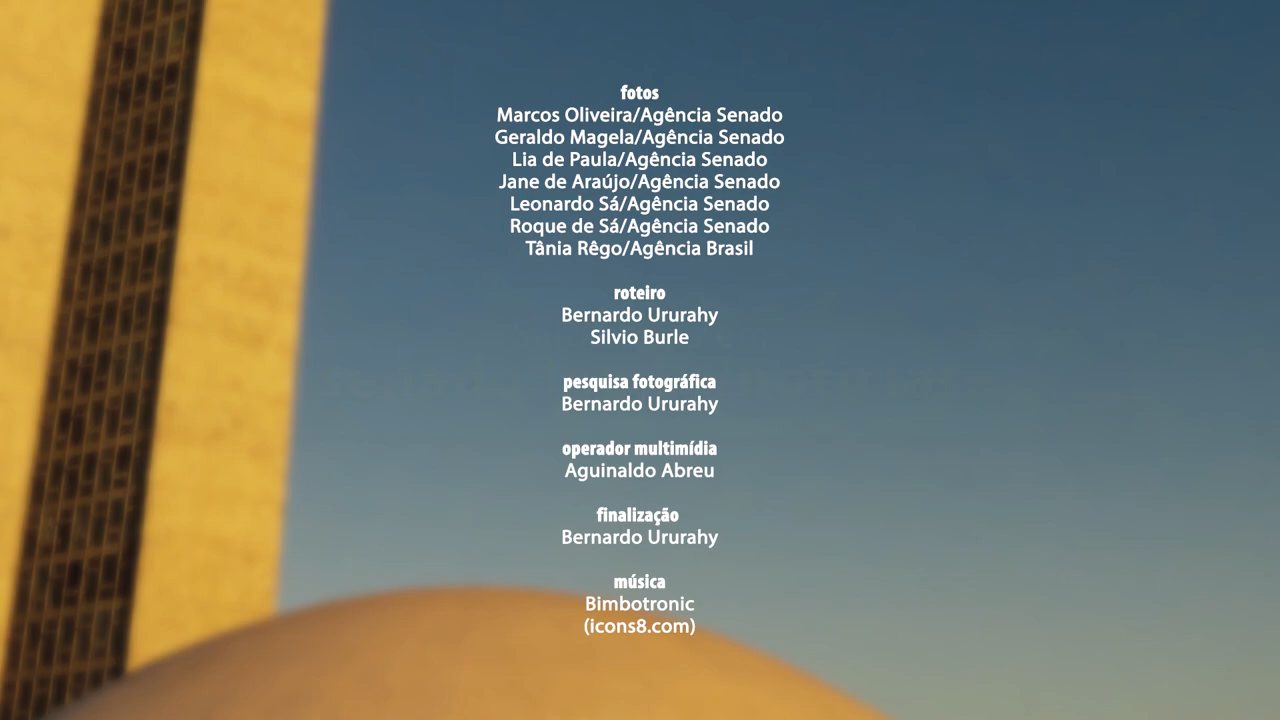 fotos
Marcos Oliveira/Agência Senado
Geraldo Magela/Agência Senado
Lia de Paula/Agência Senado
Jane de Araújo/Agência Senado
Leonardo Sá/Agência Senado
Roque de Sá/Agência Senado
Tânia Rêgo/Agência Brasil
roteiro
Bernardo Ururahy
Silvio Burle
pesquisa fotográfica
Bernardo Ururahy
operador multimídia
Aguinaldo Abreu
finalização
Bernardo Ururahy
música
Bimbotronic
(icons8.com)